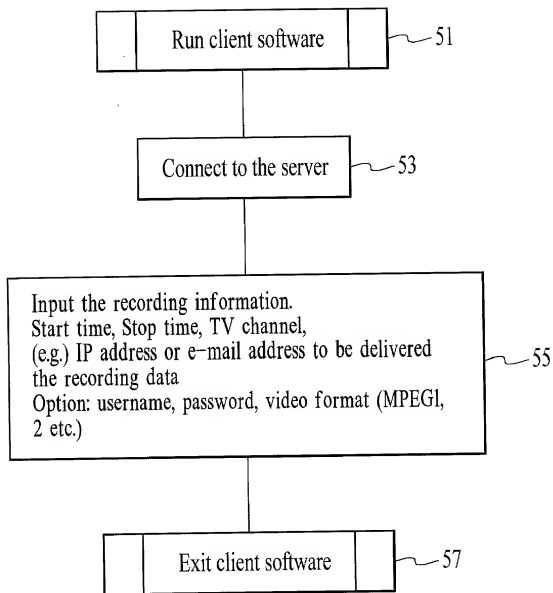 Run client software
51
Connect to the server
53
Input the recording information.
Start time, Stop time, TV channel,
(e.g.) IP address or e-mail address to be delivered
the recording data
Option: username, password, video format (MPEG1,
2 etc.)
55
Exit client software
57